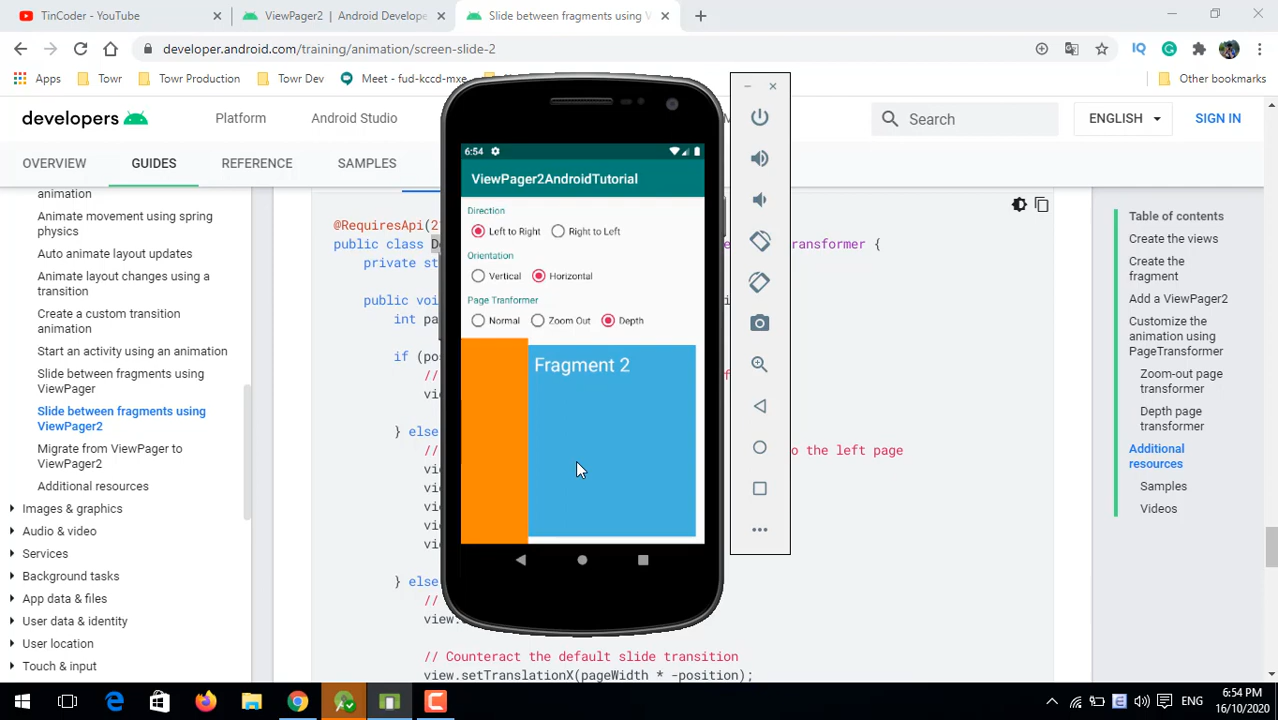 TinCoder - YouTube
ViewPager2 | Android Develope
Slide between fragments using V
developer.android.com/training/animation/screen-slide-2
Apps
Towr
Towr Production
Towr Dev
Meet - fud-kccd-mxe
Other bookmarks
developers
Platform
Android Studio
Search
ENGLISH
SIGN IN
OVERVIEW
GUIDES
REFERENCE
SAMPLES
animation
Animate movement using spring
physics
Auto animate layout updates
Animate layout changes using a
transition
Create a custom transition
animation
Start an activity using an animation
Slide between fragments using
ViewPager
Slide between fragments using
ViewPager2
Migrate from ViewPager to
ViewPager2
Additional resources
Images & graphics
Audio & video
Services
Background tasks
App data & files
User data & identity
User location
Touch & input
@RequiresApi(2
public class D
ransformer {
private st
public voi
int pa
if (pos
//
view
} else
//
o the left page
} else
//
view.
// Counteract the default slide transition
view.setTranslationX(pageWidth * -position);
6:54
ViewPager2AndroidTutorial
Direction
Left to Right
Right to Left
Orientation
Vertical
Horizontal
Page Tranformer
Normal
Zoom Out
Depth
Fragment 2
Table of contents
Create the views
Create the
fragment
Add a ViewPager2
Customize the
animation using
PageTransformer
Zoom-out page
transformer
Depth page
transformer
Additional
resources
Samples
Videos
ENG
6:54 PM
16/10/2020